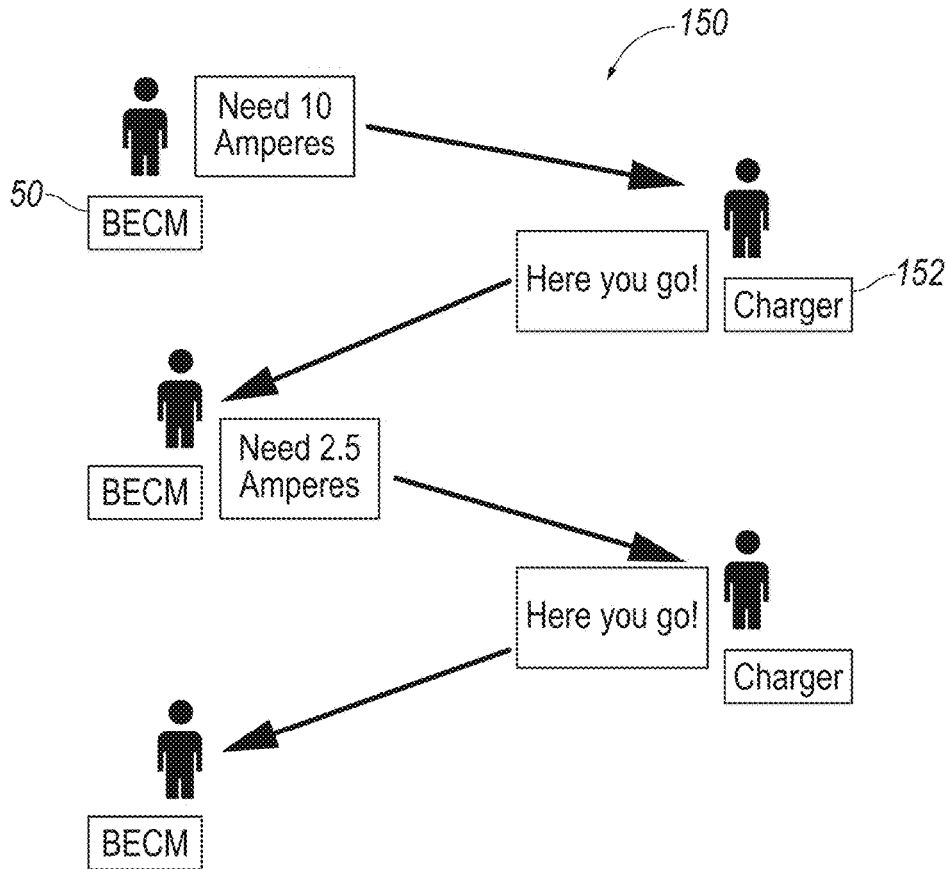 150
Need 10
Amperes
50
BECM
Here you go!
Charger
152
Need 2.5
Amperes
BECM
Here you go!
Charger
BECM